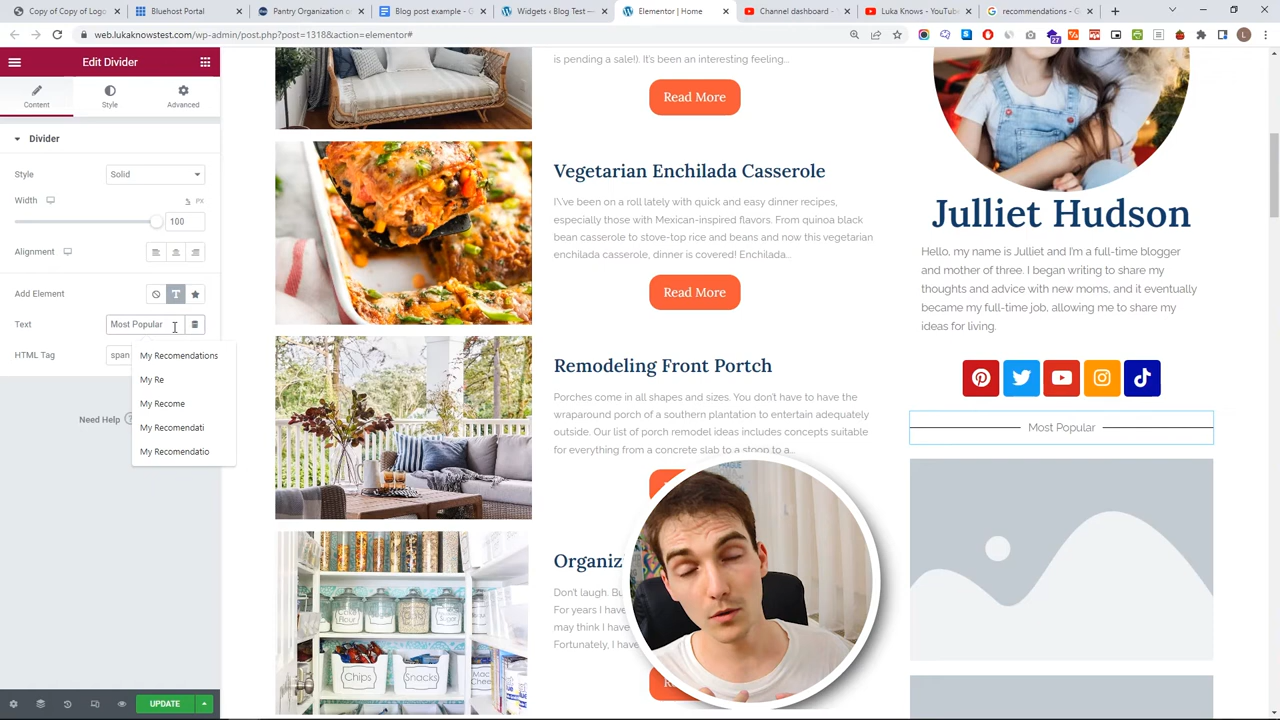 Copy of Copy of Logo
Bluehost Portal
Pantry Organization o
Blog post example - G
Widgets ‹ Blog Test —
Elementor | Home
Channel dashboard -
Luka Knows - YouTube
recommendations - G
web.lukaknowstest.com/wp-admin/post.php?post=1318&action=elementor#
27
L
Edit Divider
Content
Style
Advanced
Divider
Style
Solid
Width
%
PX
100
Alignment
Add Element
Text
Most Popular
HTML Tag
span
My Recomendations
My Re
My Recome
My Recomendati
My Recomendatio
Need Help
UPDATE
is pending a sale!). It's been an interesting feeling...
Read More
Vegetarian Enchilada Casserole
I\'ve been on a roll lately with quick and easy dinner recipes,
especially those with Mexican-inspired flavors. From quinoa black
bean casserole to stove-top rice and beans and now this vegetarian
enchilada casserole, dinner is covered! Enchilada...
Read More
Remodeling Front Portch
Porches come in all shapes and sizes. You don't have to have the
wraparound porch of a southern plantation to entertain adequately
outside. Our list of porch remodel ideas includes concepts suitable
for everything from a concrete slab to a stoop to a...
Organiz
Don't laugh. Bu
For years I have
may think I have
Fortunately, I have
Chips
Snacks
PRAGUE
Julliet Hudson
Hello, my name is Julliet and I'm a full-time blogger
and mother of three. I began writing to share my
thoughts and advice with new moms, and it eventually
became my full-time job, allowing me to share my
ideas for living.
Most Popular